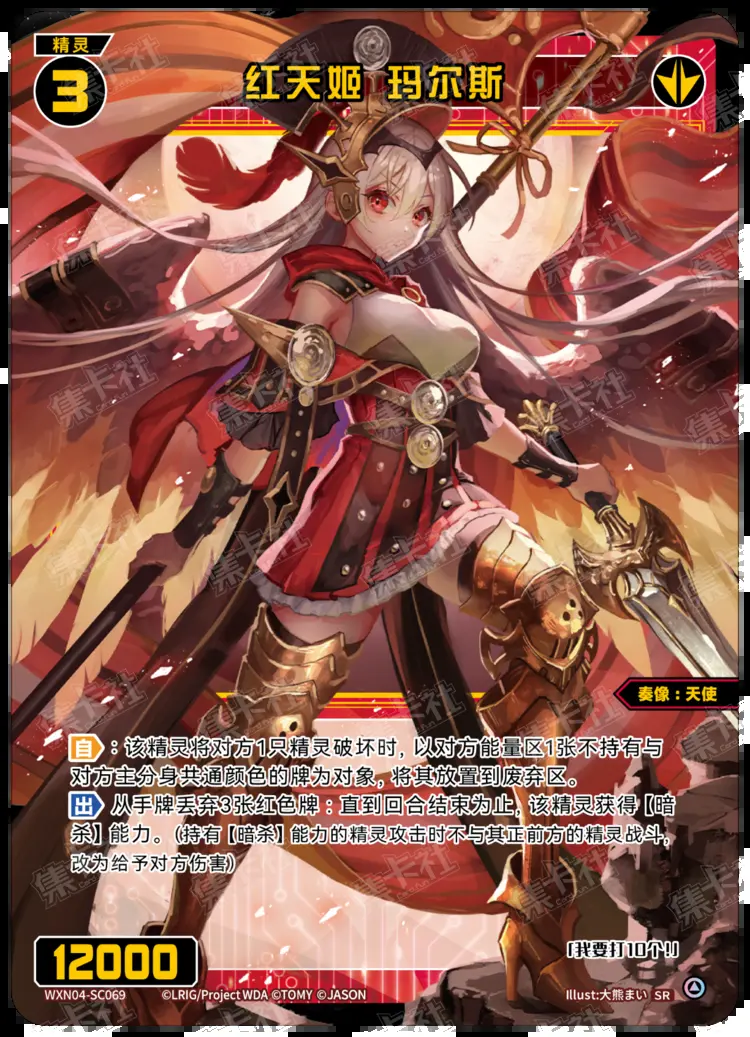 精灵
3
红天姬 玛尔斯
集卡社
奏像：天使
自：该精灵将对方1只精灵破坏时，以对方能量区1张不持有与
对方主分身共通颜色的牌为对象，将其放置到废弃区。
出 从手牌丢弃3张红色牌：直到回合结束为止，该精灵获得【暗
杀】能力。（持有【暗杀】能力的精灵攻击时不与其正前方的精灵战斗，
改为给予对方伤害）
「我要打10个!」
12000
WXN04-SC069 ©LRIG/Project WDA ©TOMY ©JASON Illust:大熊まい SR